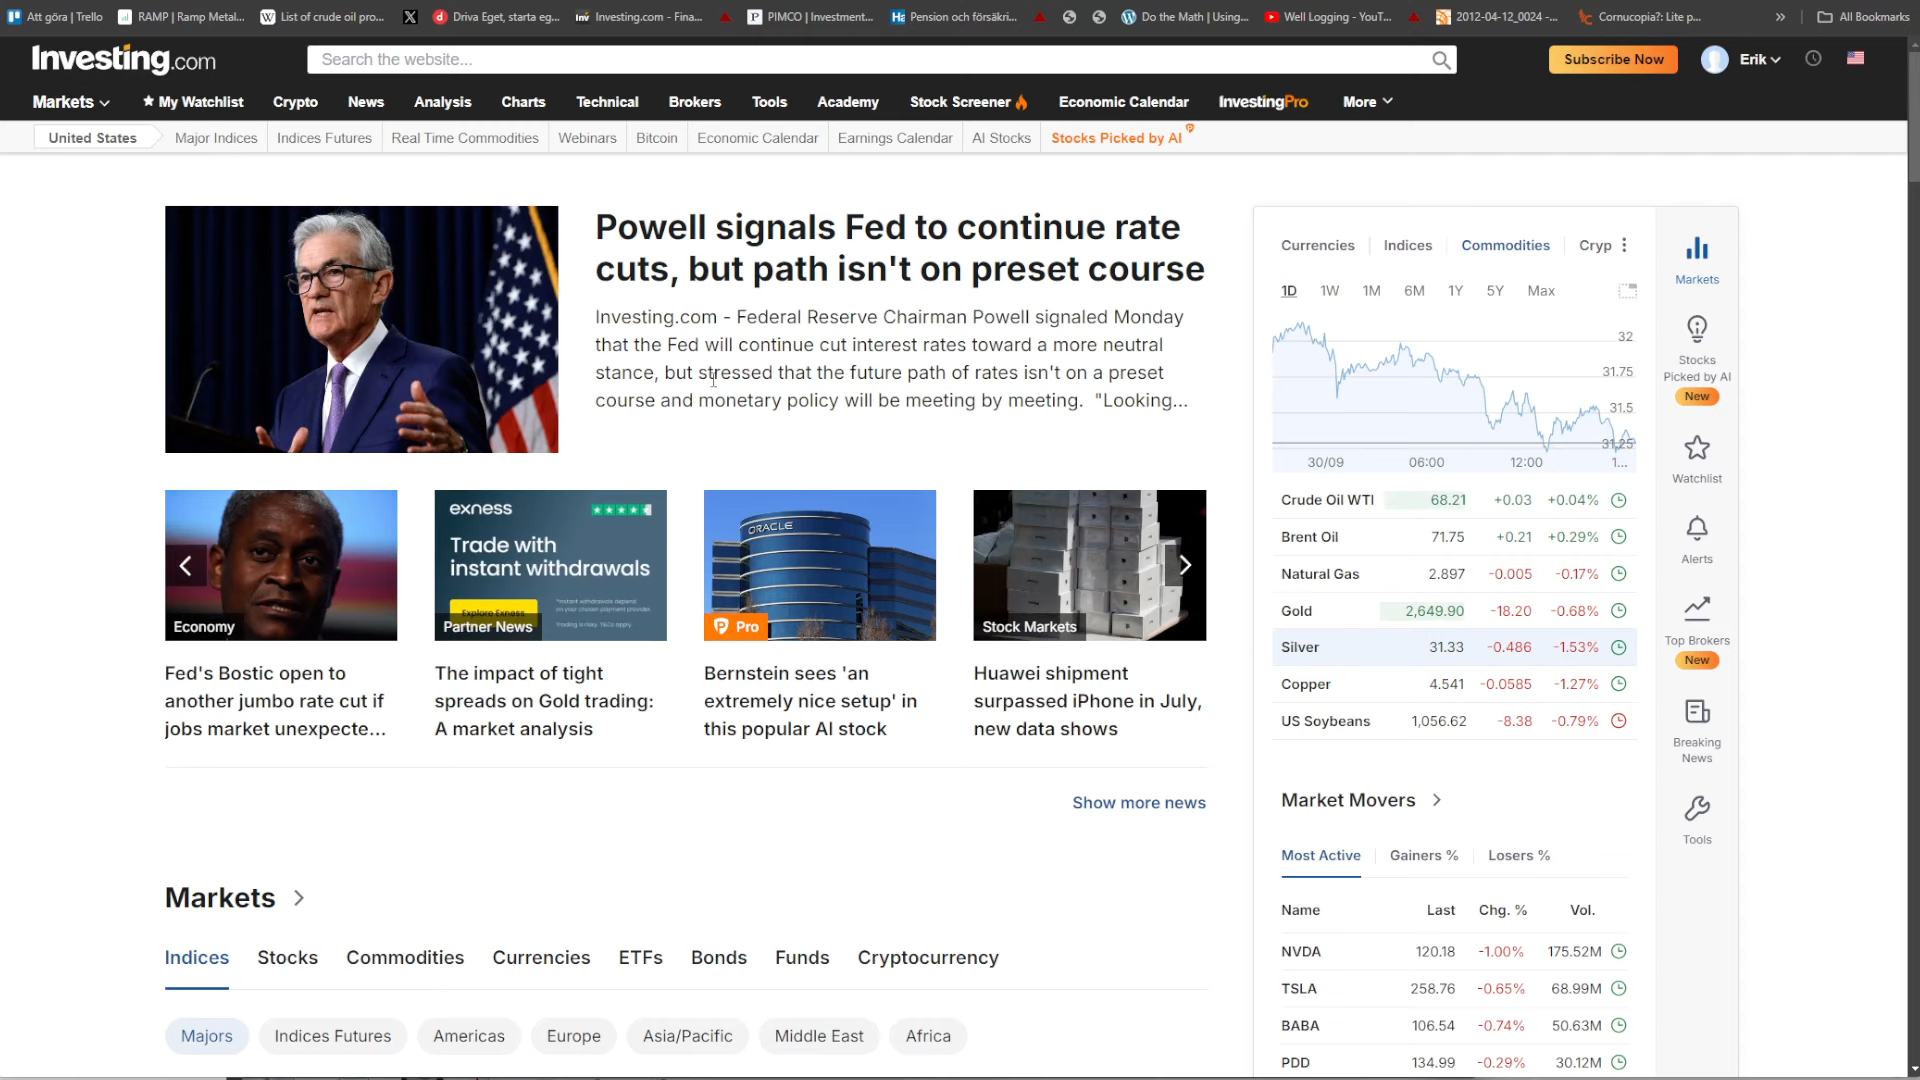 Att göra | Trello
RAMP | Ramp Metal...
List of crude oil pro...
Driva Eget, starta eg...
Investing.com - Fina...
PIMCO | Investment...
Pension och försäkri...
Do the Math | Using...
Well Logging - YouT...
2012-04-12_0024 -...
Cornucopia?: Lite p...
»
All Bookmarks
Investing.com
Search the website...
Subscribe Now
Erik
Markets
My Watchlist
Crypto
News
Analysis
Charts
Technical
Brokers
Tools
Academy
Stock Screener
Economic Calendar
InvestingPro
More
United States
Major Indices
Indices Futures
Real Time Commodities
Webinars
Bitcoin
Economic Calendar
Earnings Calendar
AI Stocks
Stocks Picked by AI
Powell signals Fed to continue rate
cuts, but path isn't on preset course
Investing.com - Federal Reserve Chairman Powell signaled Monday
that the Fed will continue cut interest rates toward a more neutral
stance, but stressed that the future path of rates isn't on a preset
course and monetary policy will be meeting by meeting. "Looking...
Economy
Fed's Bostic open to
another jumbo rate cut if
jobs market unexpecte...
exness
Trade with
instant withdrawals
Explore Exness
Partner News
The impact of tight
spreads on Gold trading:
A market analysis
ORACLE
Pro
Bernstein sees 'an
extremely nice setup' in
this popular AI stock
Stock Markets
Huawei shipment
surpassed iPhone in July,
new data shows
Show more news
Markets
Indices
Stocks
Commodities
Currencies
ETFs
Bonds
Funds
Cryptocurrency
Majors
Indices Futures
Americas
Europe
Asia/Pacific
Middle East
Africa
Currencies
Indices
Commodities
Cryp
1D
1W
1M
6M
1Y
5Y
Max
32
31.75
31.5
31.25
30/09
06:00
12:00
1...
Crude Oil WTI 68.21 +0.03 +0.04%
Brent Oil 71.75 +0.21 +0.29%
Natural Gas 2.897 -0.005 -0.17%
Gold 2,649.90 -18.20 -0.68%
Silver 31.33 -0.486 -1.53%
Copper 4.541 -0.0585 -1.27%
US Soybeans 1,056.62 -8.38 -0.79%
Market Movers
Most Active
Gainers %
Losers %
Name Last Chg. % Vol.
NVDA 120.18 -1.00% 175.52M
TSLA 258.76 -0.65% 68.99M
BABA 106.54 -0.74% 50.63M
PDD 134.99 -0.29% 30.12M
Markets
Stocks
Picked by AI
New
Watchlist
Alerts
Top Brokers
New
Breaking
News
Tools